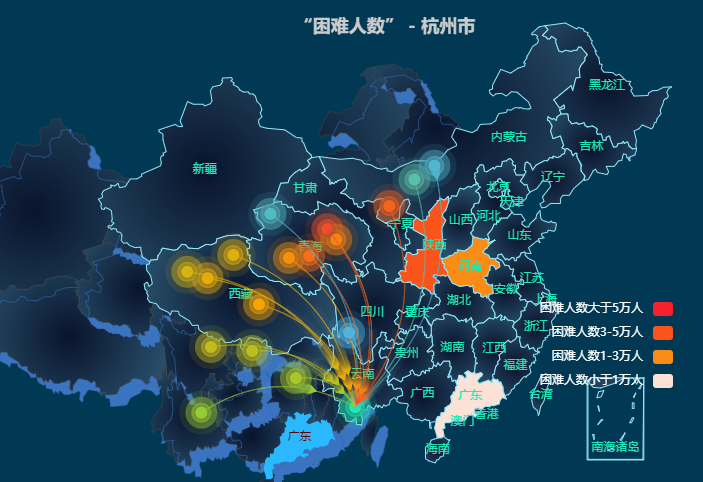 “困难人数” - 杭州市
黑龙江
内蒙古
吉林
新疆
甘肃
北京
辽宁
天津
宁夏
山西
河北
山东
青海
陕西
河南
西藏
江苏
安徽
上海
四川
重庆
湖北
困难人数大于5万人
浙江
困难人数3-5万人
贵州
湖南
江西
困难人数1-3万人
福建
云南
困难人数小于1万人
广西
广东
台湾
澳门
香港
广东
海南
南海诸岛